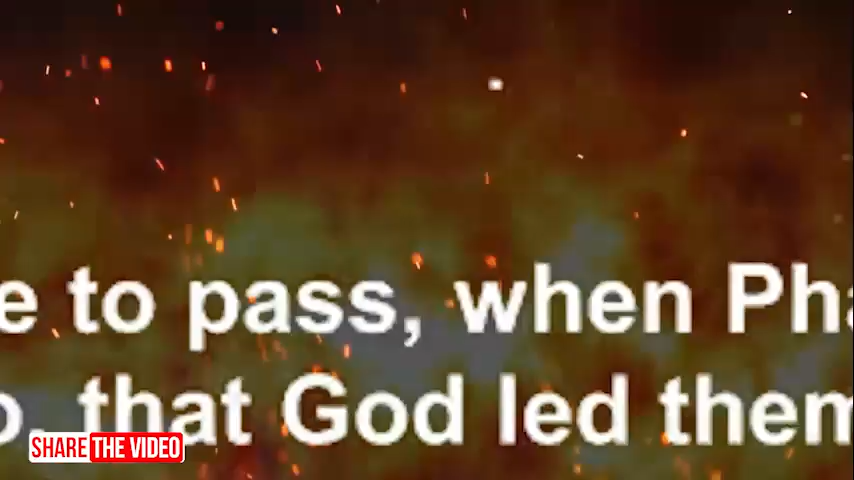 e to pass, when Pha
o, that God led them
SHARE THE VIDEO